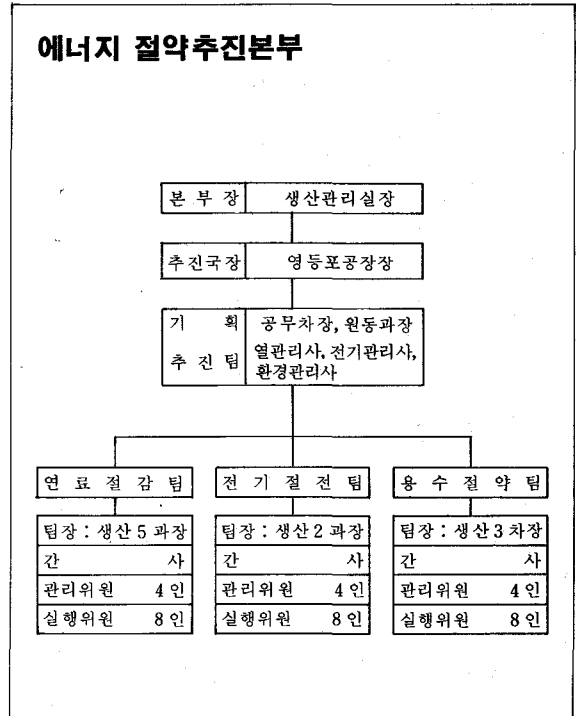 에너지 절약추진본부
본 부 장 생산관리실장
추진국장 영등포공장장
기 획 공무차장, 원동과장
추 진 팀 열관리사, 전기관리사,
환경관리사
연 료 절 감 팀
팀장 : 생산 5 과장
간 사
관리위원 4 인
실행위원 8 인
전 기 절 전 팀
팀장 : 생산 2 과장
간 사
관리위원 4 인
실행위원 8 인
용 수 절 약 팀
팀장 : 생산 3 차장
간 사
관리위원 4 인
실행위원 8 인